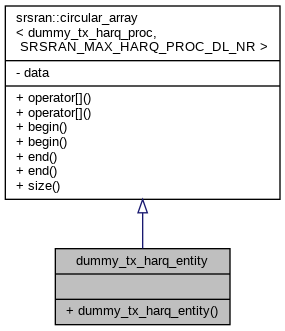 srsran::circular_array
< dummy_tx_harq_proc,
SRSRAN_MAX_HARQ_PROC_DL_NR >
- data
+ operator[]()
+ operator[]()
+ begin()
+ begin()
+ end()
+ end()
+ size()
dummy_tx_harq_entity
+ dummy_tx_harq_entity()